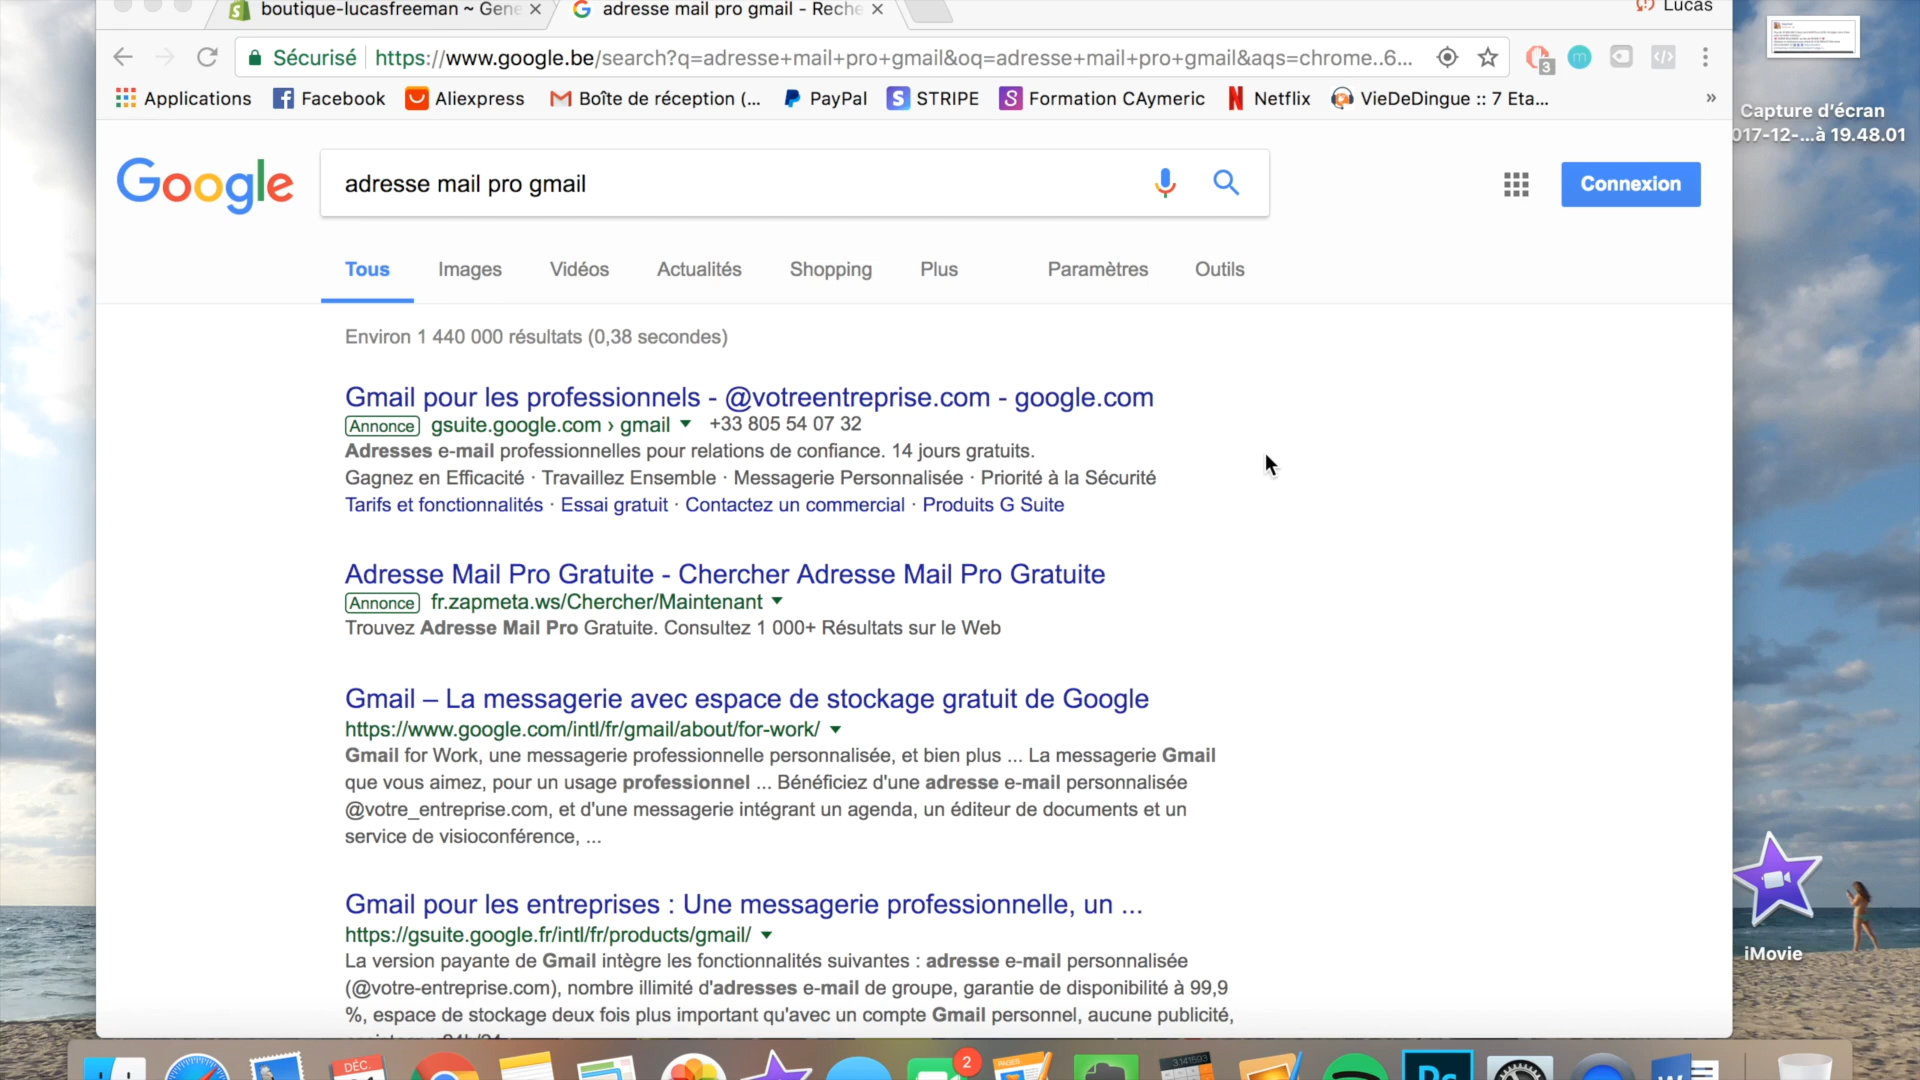 boutique-lucasfreeman ~ Gene
adresse mail pro gmail - Reche
Lucas
Sécurisé
https://www.google.be/search?q=adresse+mail+pro+gmail&oq=adresse+mail+pro+gmail&aqs=chrome..6...
3
m
Applications
Facebook
Aliexpress
Boîte de réception (...
PayPal
S
STRIPE
S
Formation CAymeric
Netflix
VieDeDingue :: 7 Eta...
»
Capture d'écran
017-12-...à 19.48.01
Google
adresse mail pro gmail
Connexion
Tous
Images
Vidéos
Actualités
Shopping
Plus
Paramètres
Outils
Environ 1 440 000 résultats (0,38 secondes)
Gmail pour les professionnels - @votreentreprise.com - google.com
Annonce gsuite.google.com › gmail +33 805 54 07 32
Adresses e-mail professionnelles pour relations de confiance. 14 jours gratuits.
Gagnez en Efficacité · Travaillez Ensemble · Messagerie Personnalisée · Priorité à la Sécurité
Tarifs et fonctionnalités · Essai gratuit · Contactez un commercial · Produits G Suite
Adresse Mail Pro Gratuite - Chercher Adresse Mail Pro Gratuite
Annonce fr.zapmeta.ws/Chercher/Maintenant
Trouvez Adresse Mail Pro Gratuite. Consultez 1 000+ Résultats sur le Web
Gmail – La messagerie avec espace de stockage gratuit de Google
https://www.google.com/intl/fr/gmail/about/for-work/
Gmail for Work, une messagerie professionnelle personnalisée, et bien plus ... La messagerie Gmail
que vous aimez, pour un usage professionnel ... Bénéficiez d'une adresse e-mail personnalisée
@votre_entreprise.com, et d'une messagerie intégrant un agenda, un éditeur de documents et un
service de visioconférence, ...
Gmail pour les entreprises : Une messagerie professionnelle, un ...
https://gsuite.google.fr/intl/fr/products/gmail/
La version payante de Gmail intègre les fonctionnalités suivantes : adresse e-mail personnalisée
(@votre-entreprise.com), nombre illimité d'adresses e-mail de groupe, garantie de disponibilité à 99,9
%, espace de stockage deux fois plus important qu'avec un compte Gmail personnel, aucune publicité,
iMovie
DÉC.
2
PAGES
3.141593
Ps
W